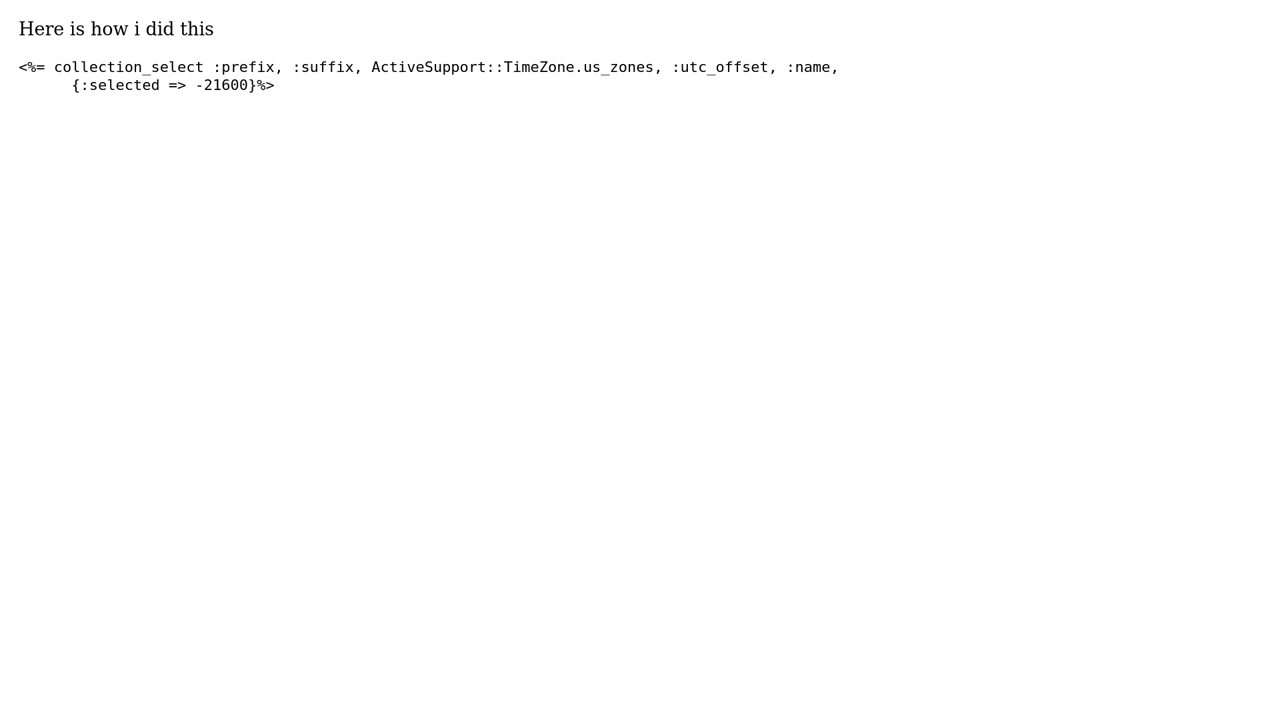 Here is how i did this
<%= collection_select :prefix, :suffix, ActiveSupport::TimeZone.us_zones, :utc_offset, :name,
      {:selected => -21600}%>